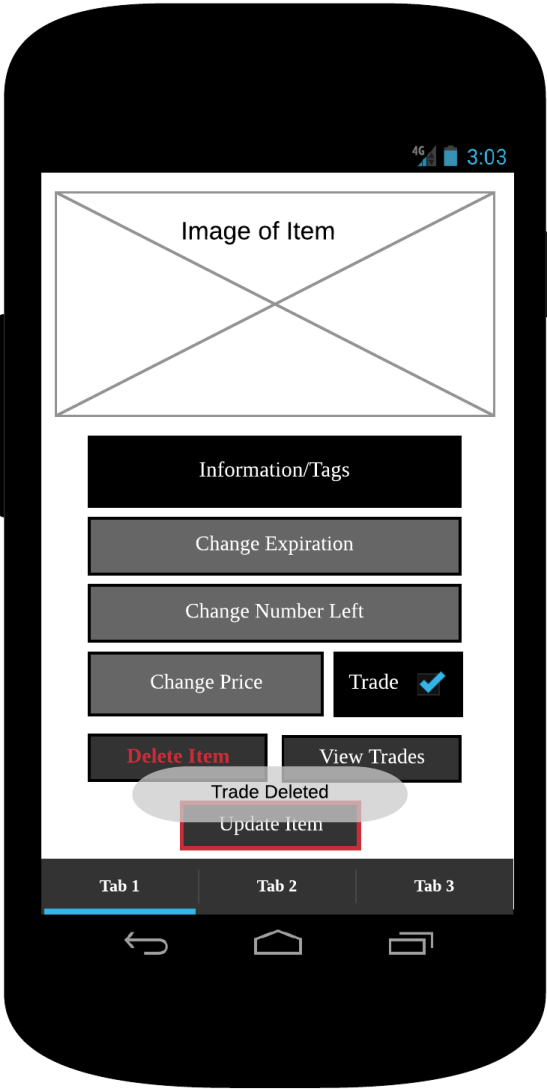 4G 3:03
Image of Item
Information/Tags
Change Expiration
Change Number Left
Change Price Trade
Delete Item View Trades
Trade Deleted
Update Item
Tab 1 Tab 2 Tab 3